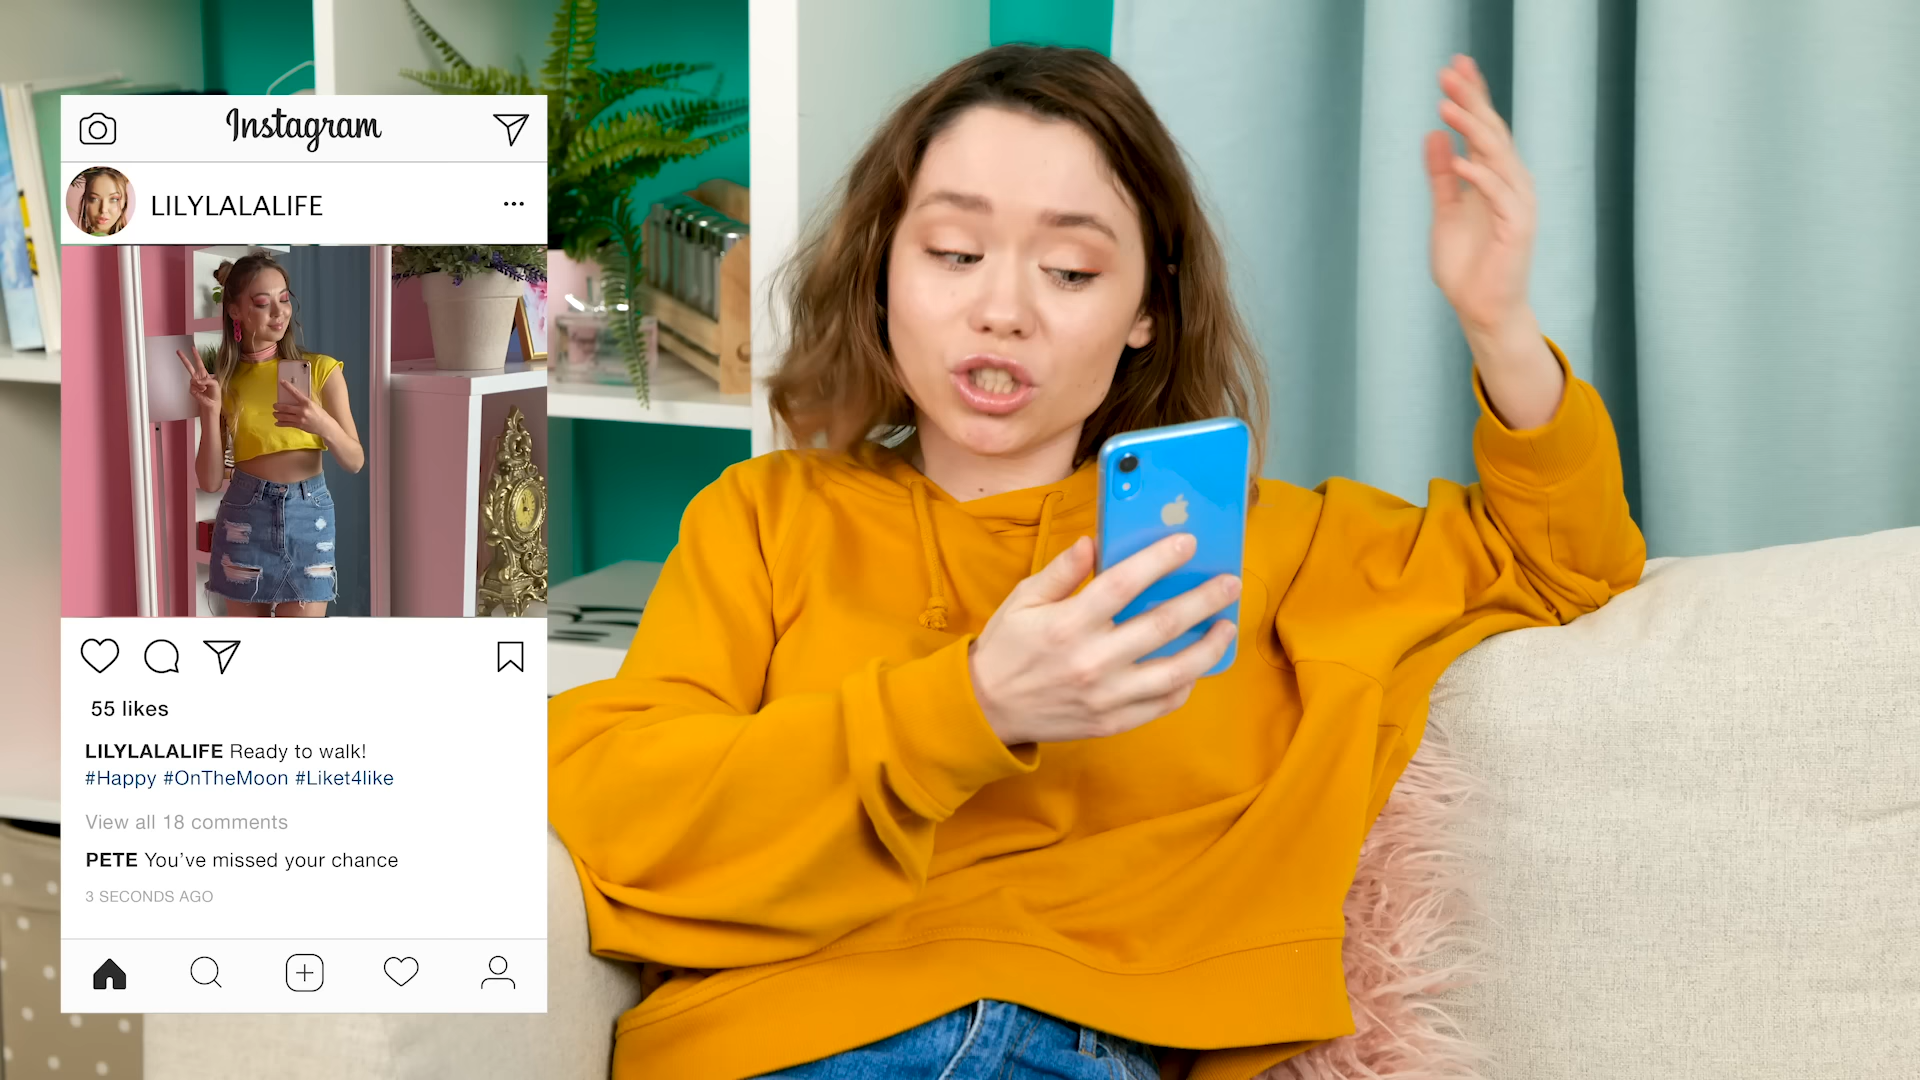 Instagram
LILYLALALIFE
55 likes
LILYLALALIFE Ready to walk!
#Happy #OnTheMoon #Liket4like
View all 18 comments
PETE You've missed your chance
3 SECONDS AGO